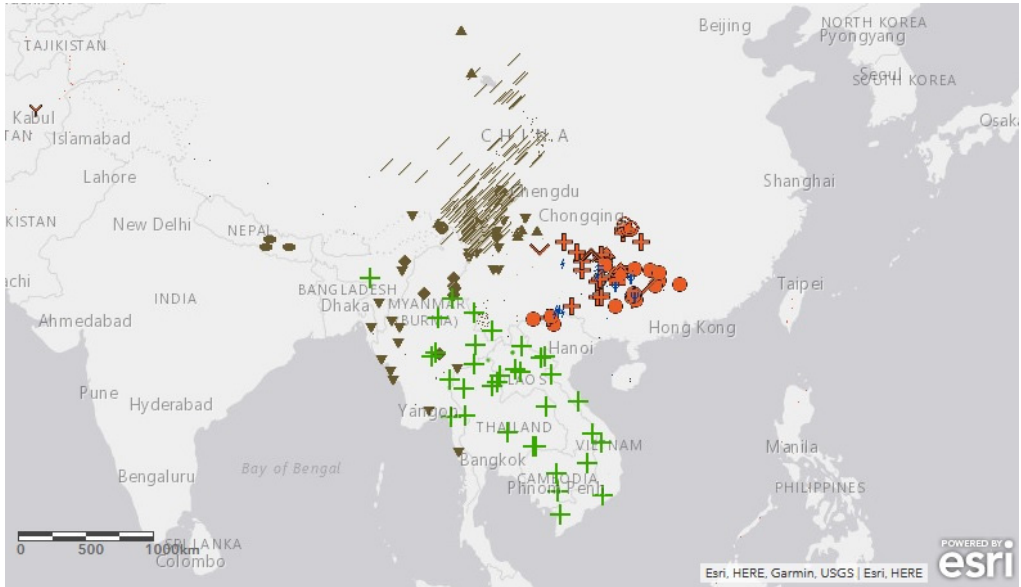 Beijing
NORTH KOREA
Pyongyang
TAJIKISTAN
Seoul
SOUTH KOREA
Kabul
TAN
Islamabad
CHINA
Osaka
Lahore
Shanghai
Chengdu
Chongqing
KISTAN
New Delhi
NEPAL
achi
Taipei
BANGLADESH
Dhaka
INDIA
MYANMAR
(BURMA)
Ahmedabad
Hong Kong
Hanoi
Pune
LAOS
Hyderabad
Yangon
THAILAND
VIETNAM
Manila
Bangkok
Bay of Bengal
Bengaluru
CAMBODIA
Phnom Penh
PHILIPPINES
0 500 1000km
SRI LANKA
Colombo
POWERED BY
esri
Esri, HERE, Garmin, USGS | Esri, HERE